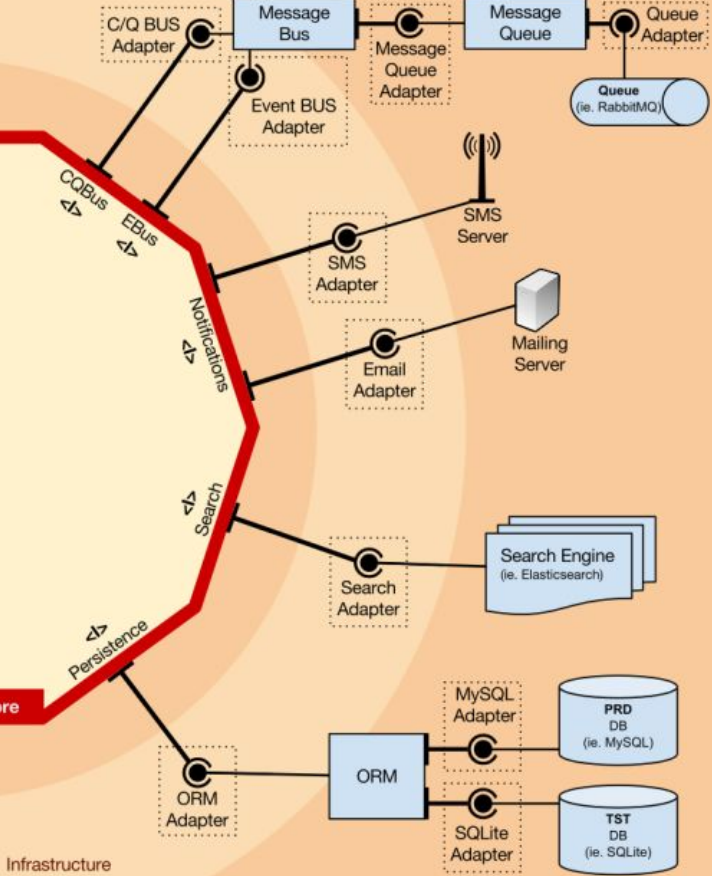 C/Q BUS
Adapter
Message
Bus
Message
Queue
Adapter
Message
Queue
Queue
Adapter
Queue
(ie. RabbitMQ)
Event BUS
Adapter
CQBus
</>
EBus
</>
SMS
Server
SMS
Adapter
Notifications
</>
Mailing
Server
Email
Adapter
Search
</>
Search Engine
(ie. Elasticsearch)
Search
Adapter
</>
Persistence
MySQL
Adapter
PRD
DB
(ie. MySQL)
ORM
ORM
Adapter
SQLite
Adapter
TST
DB
(ie. SQLite)
Infrastructure